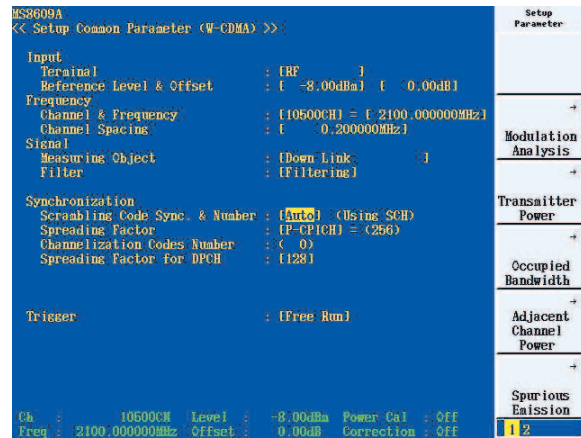 MS8609A
<< Setup Common Parameter (W-CDMA) >>
Input
Terminal : [RF ]
Reference Level & Offset : [ -8.00dBm] [ 0.00dB]
Frequency
Channel & Frequency : [10500CH] = [ 2100.000000MHz]
Channel Spacing : [ 0.200000MHz]
Signal
Measuring Object : [Down Link ]
Filter : [Filtering]
Synchronization
Scrambling Code Sync. & Number : [Auto] (Using SCH)
Spreading Factor : [P-CPICH] = (256)
Channelization Codes Number : ( 0)
Spreading Factor for DPCH : [128]
Trigger : [Free Run]
Ch : 10500CH Level : -8.00dBm Power Cal : Off
Freq : 2100.000000MHz Offset : 0.00dB Correction : Off
Setup
Parameter
→
Modulation
Analysis
→
Transmitter
Power
→
Occupied
Bandwidth
→
Adjacent
Channel
Power
→
Spurious
Emission
1 2